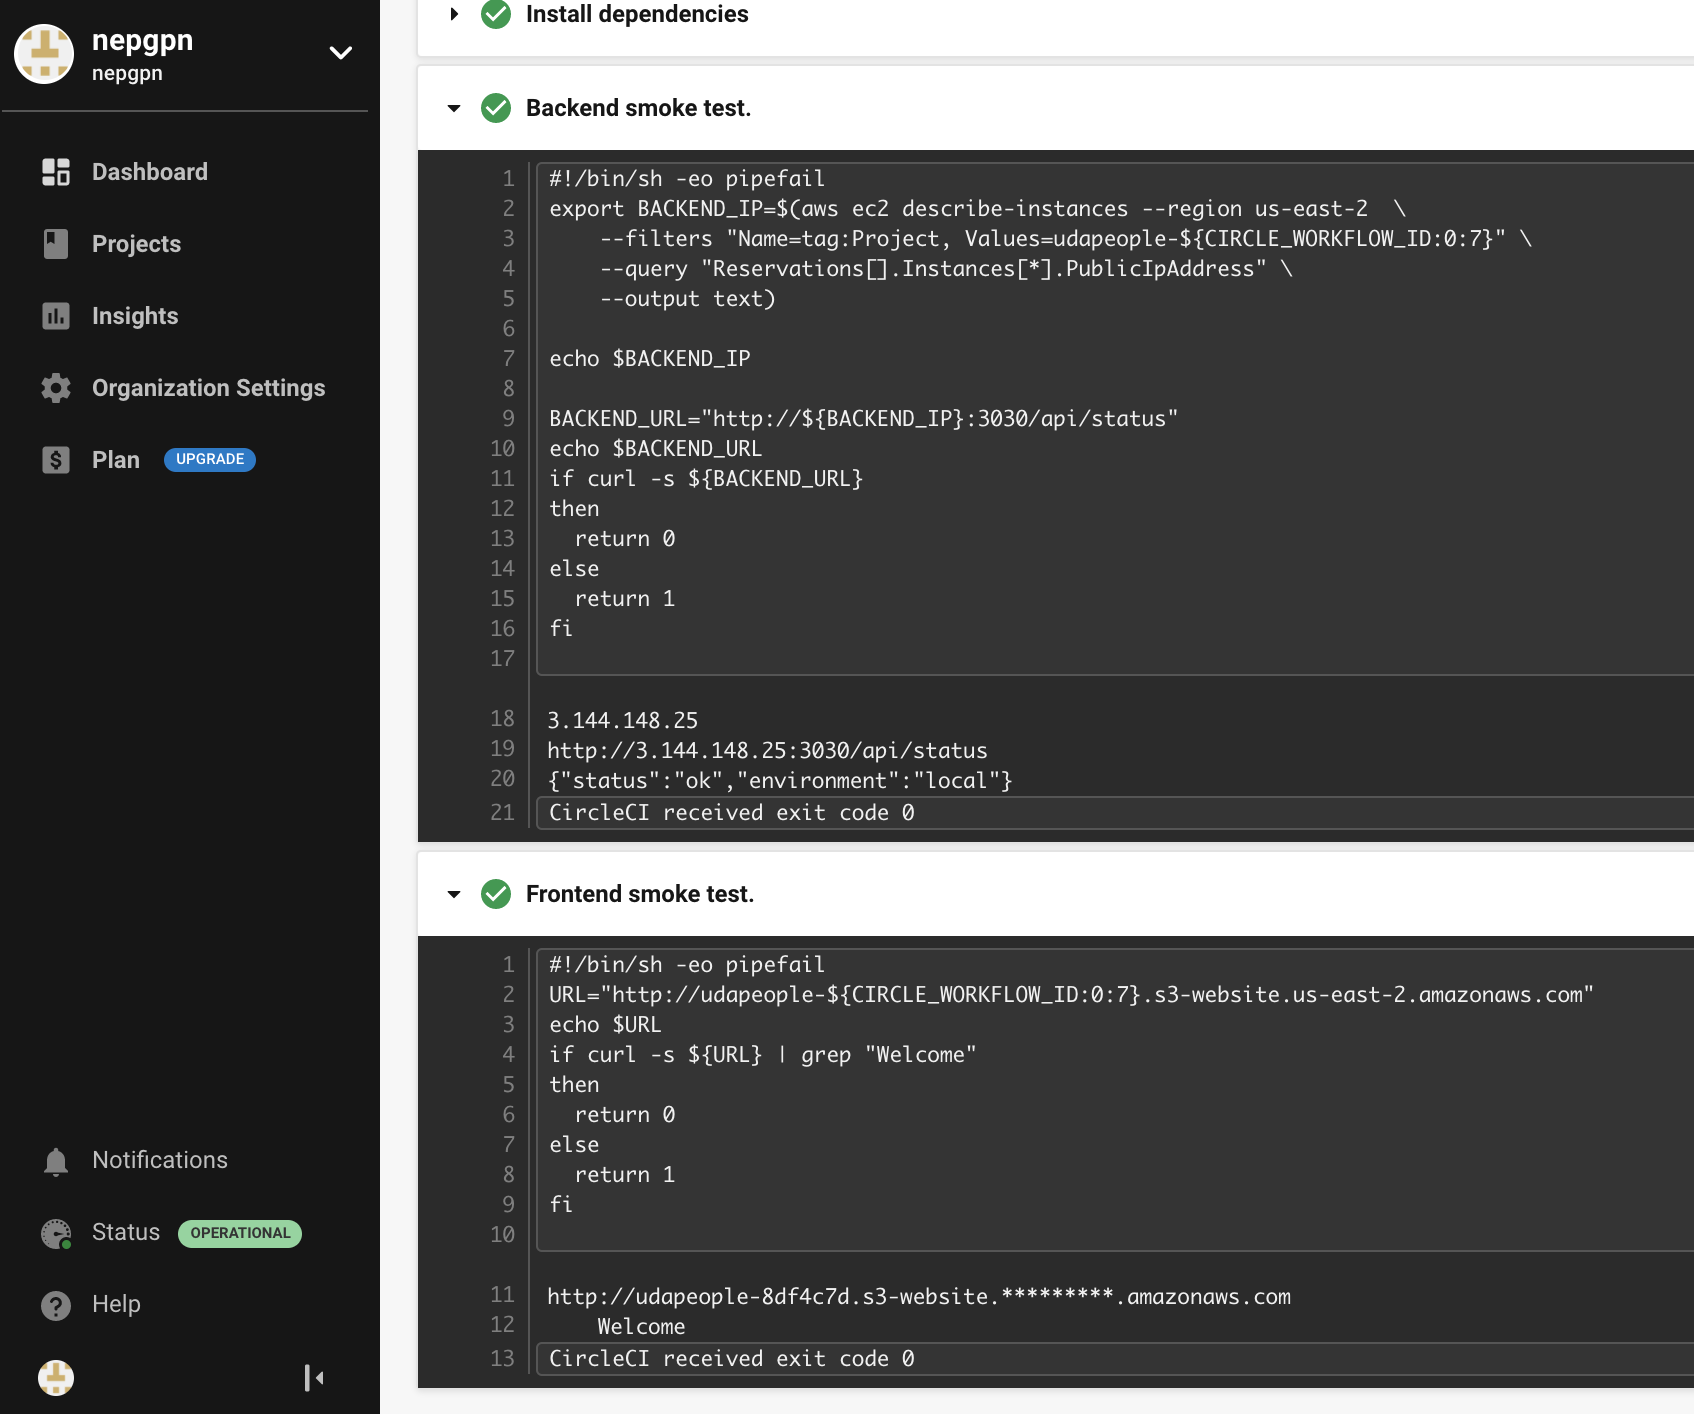 nepgpn
nepgpn
Dashboard
Projects
Insights
Organization Settings
Plan UPGRADE
Notifications
Status OPERATIONAL
Help
Install dependencies
Backend smoke test.
1 #!/bin/sh -eo pipefail
2 export BACKEND_IP=$(aws ec2 describe-instances --region us-east-2  \
3     --filters "Name=tag:Project, Values=udapeople-${CIRCLE_WORKFLOW_ID:0:7}" \
4     --query "Reservations[].Instances[*].PublicIpAddress" \
5     --output text)
6
7 echo $BACKEND_IP
8
9 BACKEND_URL="http://${BACKEND_IP}:3030/api/status"
10 echo $BACKEND_URL
11 if curl -s ${BACKEND_URL}
12 then
13   return 0
14 else
15   return 1
16 fi
17
18 3.144.148.25
19 http://3.144.148.25:3030/api/status
20 {"status":"ok","environment":"local"}
21 CircleCI received exit code 0
Frontend smoke test.
1 #!/bin/sh -eo pipefail
2 URL="http://udapeople-${CIRCLE_WORKFLOW_ID:0:7}.s3-website.us-east-2.amazonaws.com"
3 echo $URL
4 if curl -s ${URL} | grep "Welcome"
5 then
6   return 0
7 else
8   return 1
9 fi
10
11 http://udapeople-8df4c7d.s3-website.*********.amazonaws.com
12     Welcome
13 CircleCI received exit code 0